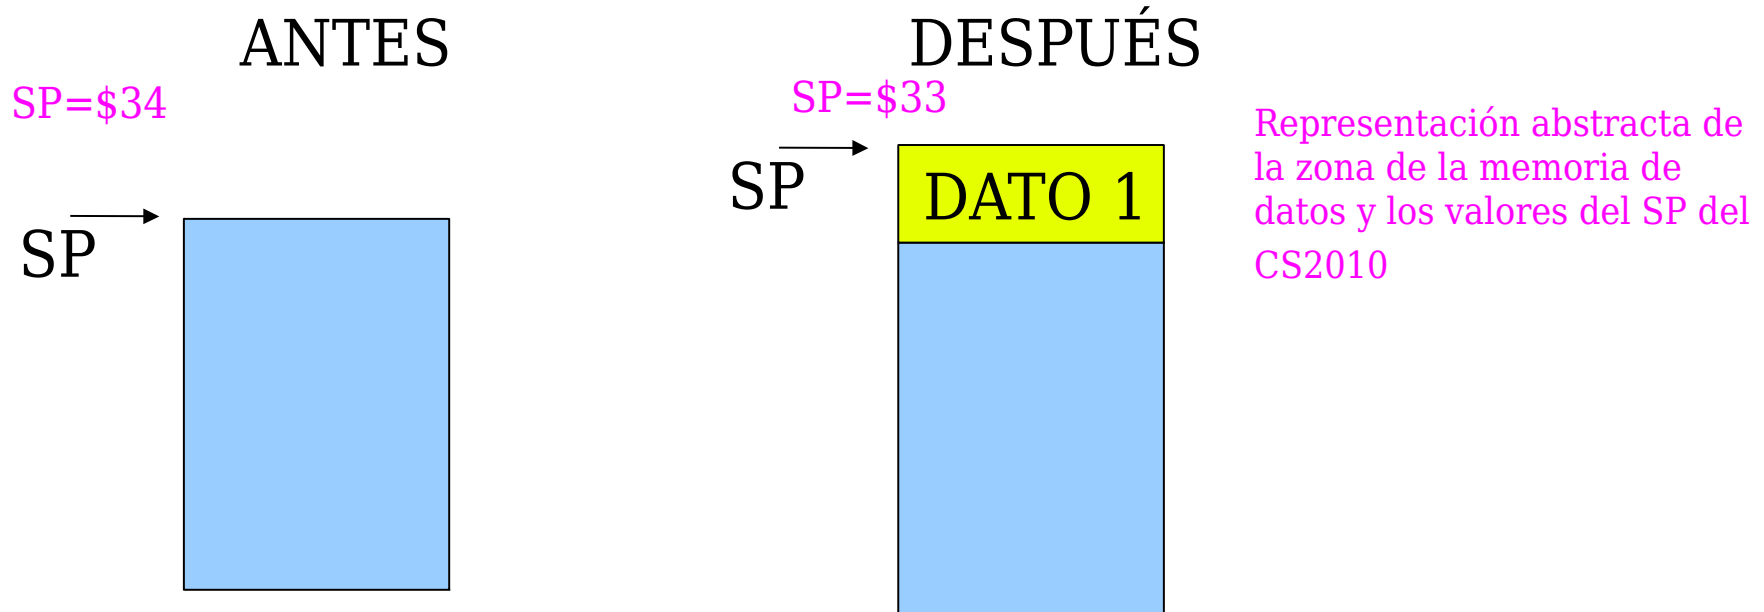 ANTES
SP=$34
SP
DESPUÉS
SP=$33
SP
DATO 1
Representación abstracta de
la zona de la memoria de
datos y los valores del SP del
CS2010